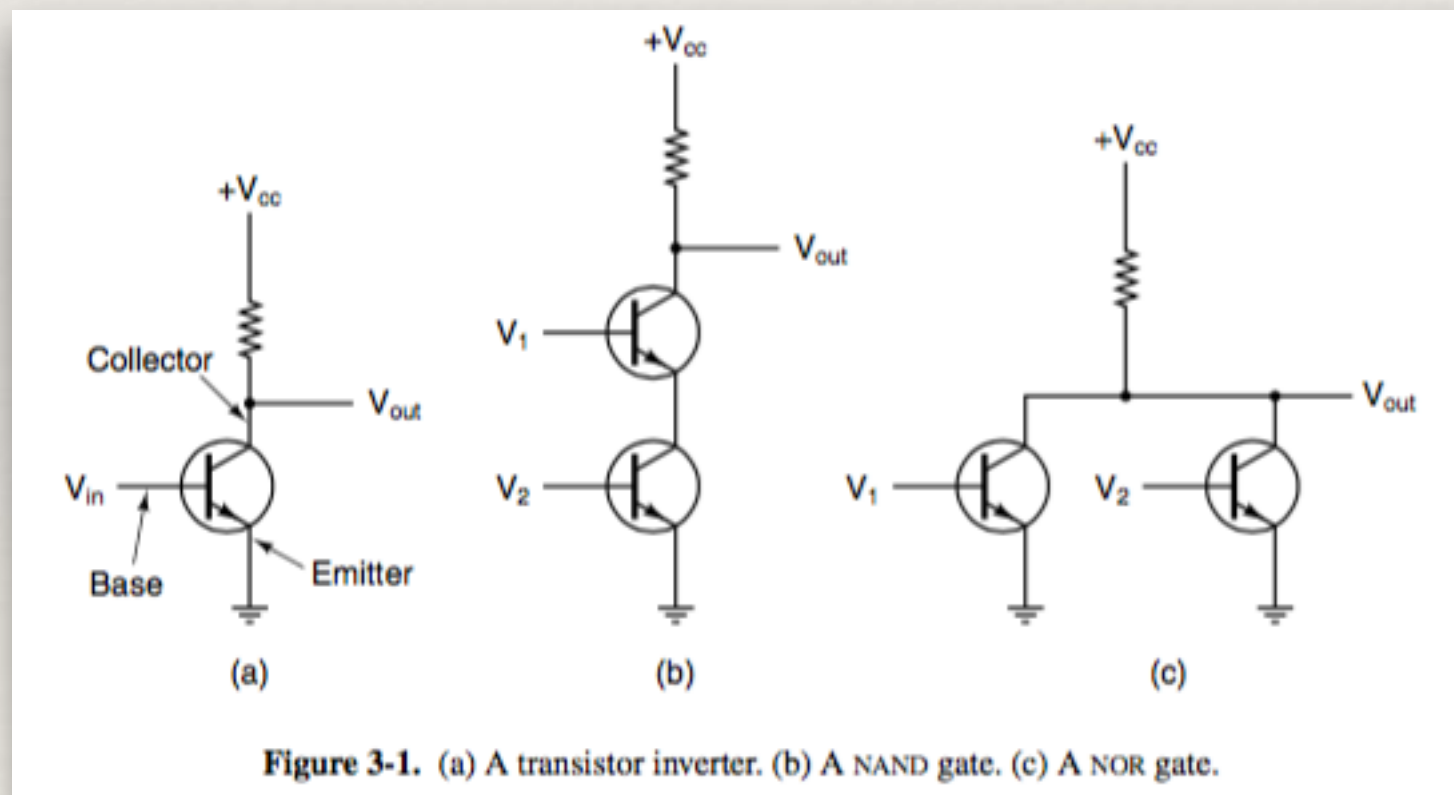 +Vcc
Collector
Vout
Vin
Base
Emitter
(a)
+Vcc
Vout
V1
V2
(b)
+Vcc
Vout
V1
V2
(c)
Figure 3-1. (a) A transistor inverter. (b) A NAND gate. (c) A NOR gate.